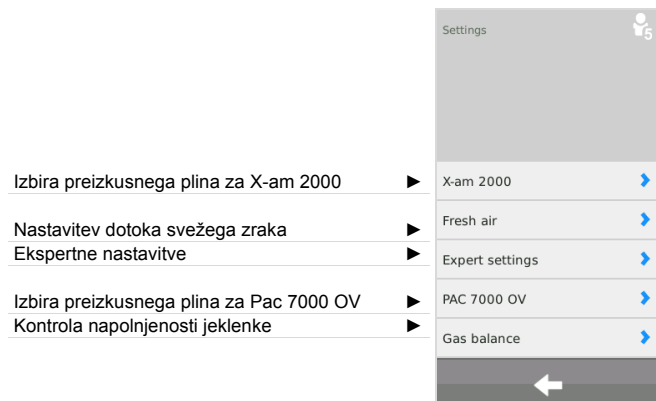 Settings
5
Izbira preizkusnega plina za X-am 2000 ►
X-am 2000
Nastavitev dotoka svežega zraka ►
Fresh air
Ekspertne nastavitve ►
Expert settings
Izbira preizkusnega plina za Pac 7000 OV ►
PAC 7000 OV
Kontrola napolnjenosti jeklenke ►
Gas balance